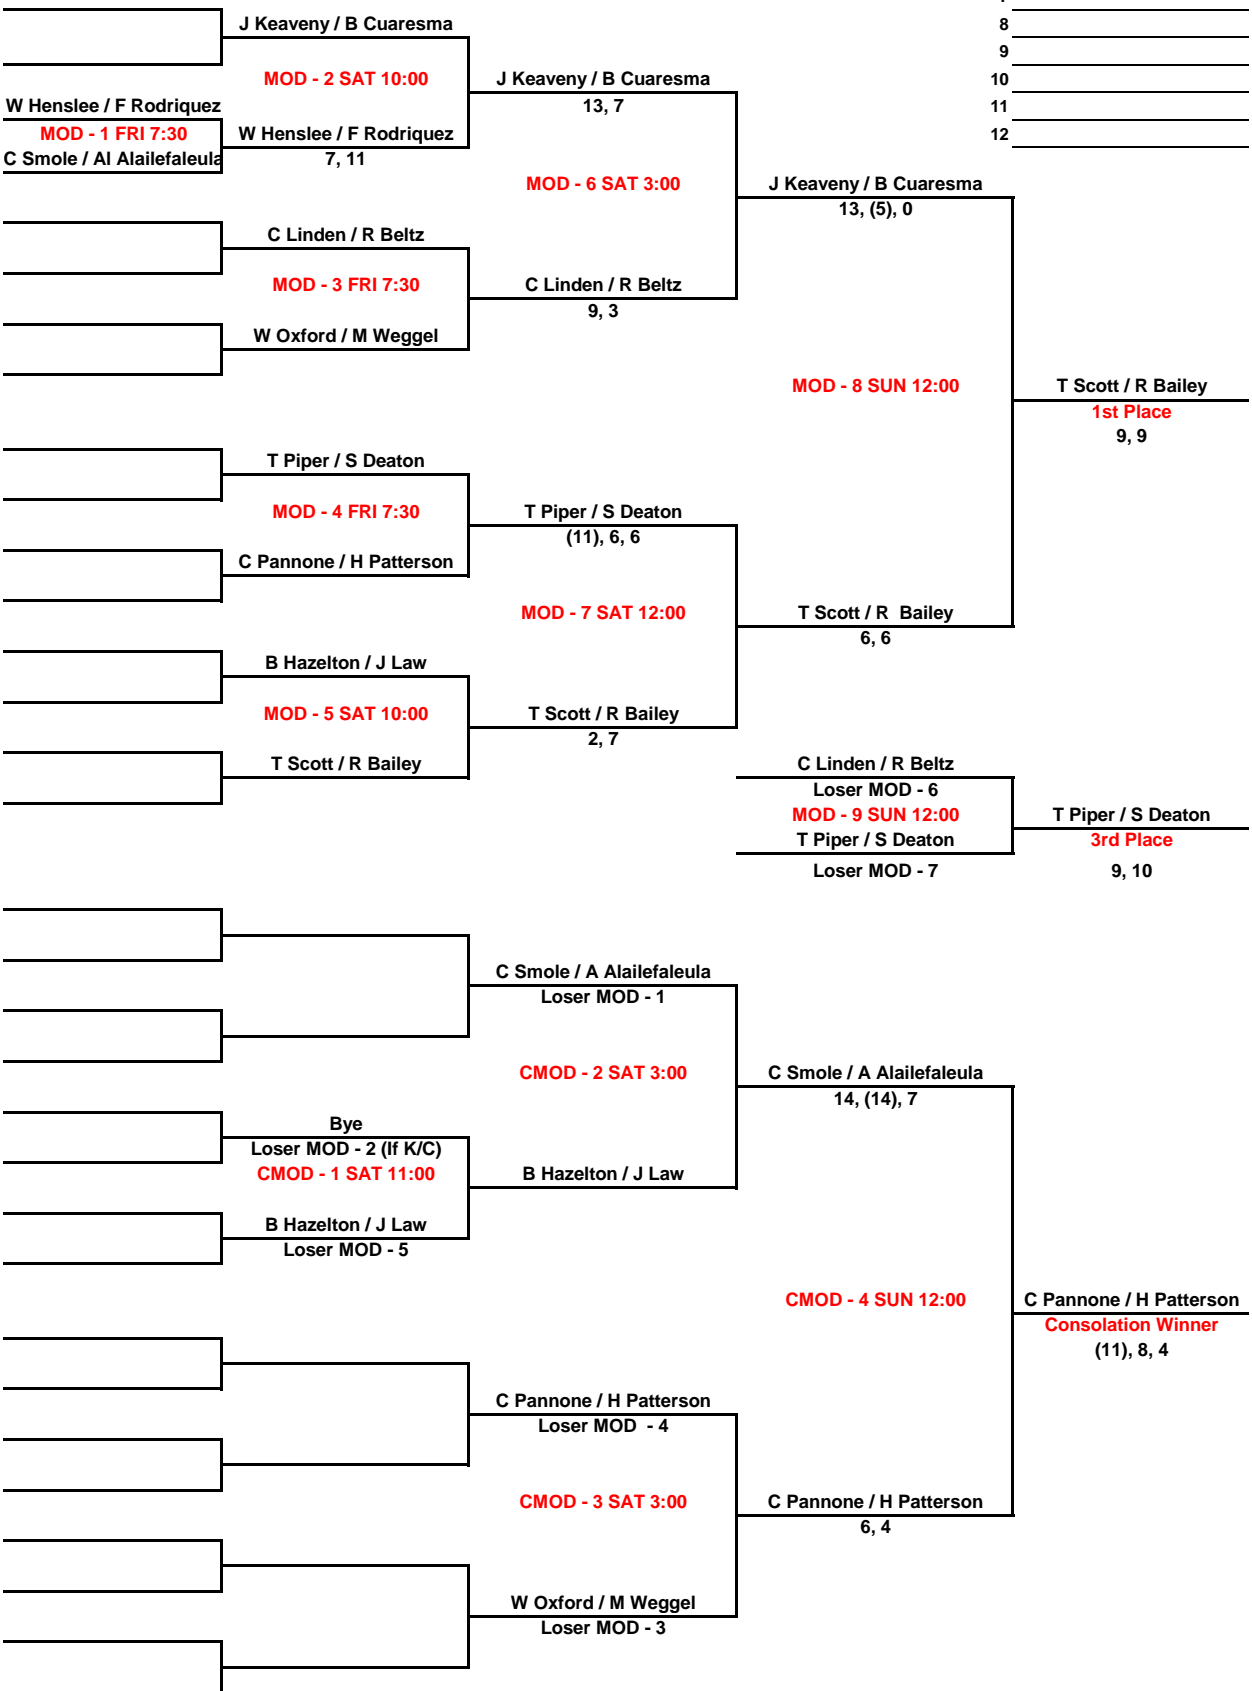 J Keaveny / B Cuaresma
8
9
MOD - 2 SAT 10:00
J Keaveny / B Cuaresma
10
W Henslee / F Rodriquez
13, 7
11
MOD - 1 FRI 7:30
W Henslee / F Rodriquez
12
C Smole / Al Alailefaleula
7, 11
MOD - 6 SAT 3:00
J Keaveny / B Cuaresma
13, (5), 0
C Linden / R Beltz
MOD - 3 FRI 7:30
C Linden / R Beltz
9, 3
W Oxford / M Weggel
MOD - 8 SUN 12:00
T Scott / R Bailey
1st Place
9, 9
T Piper / S Deaton
MOD - 4 FRI 7:30
T Piper / S Deaton
(11), 6, 6
C Pannone / H Patterson
MOD - 7 SAT 12:00
T Scott / R  Bailey
6, 6
B Hazelton / J Law
MOD - 5 SAT 10:00
T Scott / R Bailey
2, 7
T Scott / R Bailey
C Linden / R Beltz
Loser MOD - 6
MOD - 9 SUN 12:00
T Piper / S Deaton
T Piper / S Deaton
3rd Place
Loser MOD - 7
9, 10
C Smole / A Alailefaleula
Loser MOD - 1
CMOD - 2 SAT 3:00
C Smole / A Alailefaleula
14, (14), 7
Bye
Loser MOD - 2 (If K/C)
CMOD - 1 SAT 11:00
B Hazelton / J Law
B Hazelton / J Law
Loser MOD - 5
CMOD - 4 SUN 12:00
C Pannone / H Patterson
Consolation Winner
(11), 8, 4
C Pannone / H Patterson
Loser MOD  - 4
CMOD - 3 SAT 3:00
C Pannone / H Patterson
6, 4
W Oxford / M Weggel
Loser MOD - 3